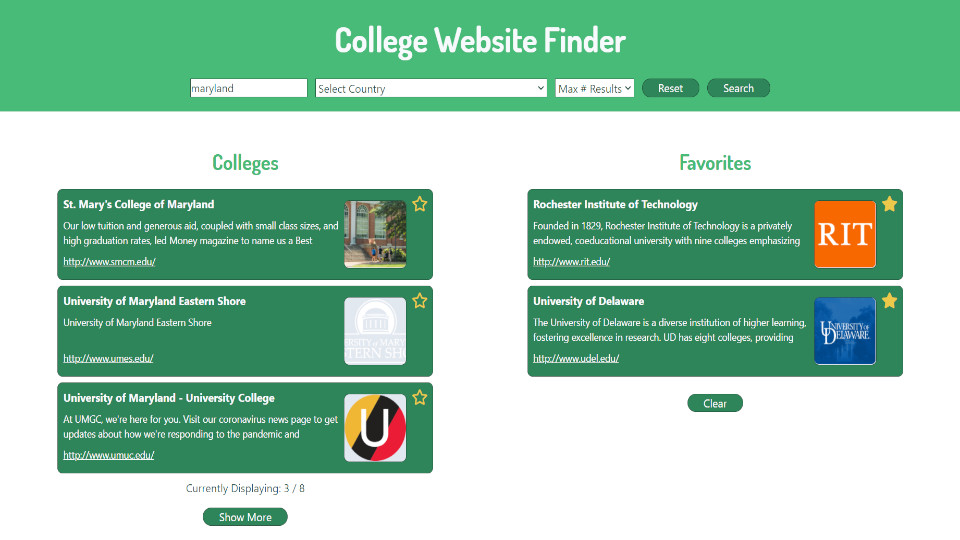 College Website Finder
maryland
Select Country
Max # Results
Reset
Search
Colleges
St. Mary's College of Maryland
Our low tuition and generous aid, coupled with small class sizes, and
high graduation rates, led Money magazine to name us a Best
http://www.smcm.edu/
University of Maryland Eastern Shore
University of Maryland Eastern Shore
http://www.umes.edu/
University of Maryland - University College
At UMGC, we're here for you. Visit our coronavirus news page to get
updates about how we're responding to the pandemic and
http://www.umuc.edu/
U
Currently Displaying: 3 / 8
Show More
Favorites
Rochester Institute of Technology
Founded in 1829, Rochester Institute of Technology is a privately
endowed, coeducational university with nine colleges emphasizing
http://www.rit.edu/
RIT
University of Delaware
The University of Delaware is a diverse institution of higher learning,
fostering excellence in research. UD has eight colleges, providing
http://www.udel.edu/
UNIVERSITY OF
DELAWARE
Clear